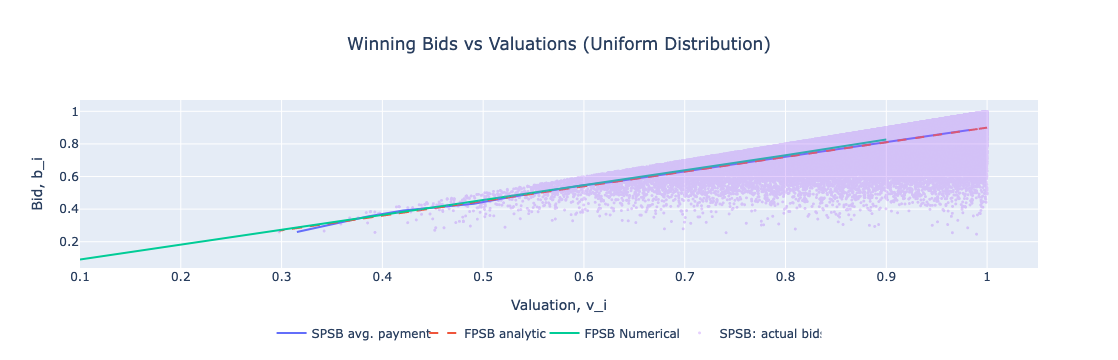 Winning Bids vs Valuations (Uniform Distribution)
Bid, b_i
1
0.8
0.6
0.4
0.2
0.1 0.2 0.3 0.4 0.5 0.6 0.7 0.8 0.9 1
Valuation, v_i
SPSB avg. payment FPSB analytic FPSB Numerical SPSB: actual bids